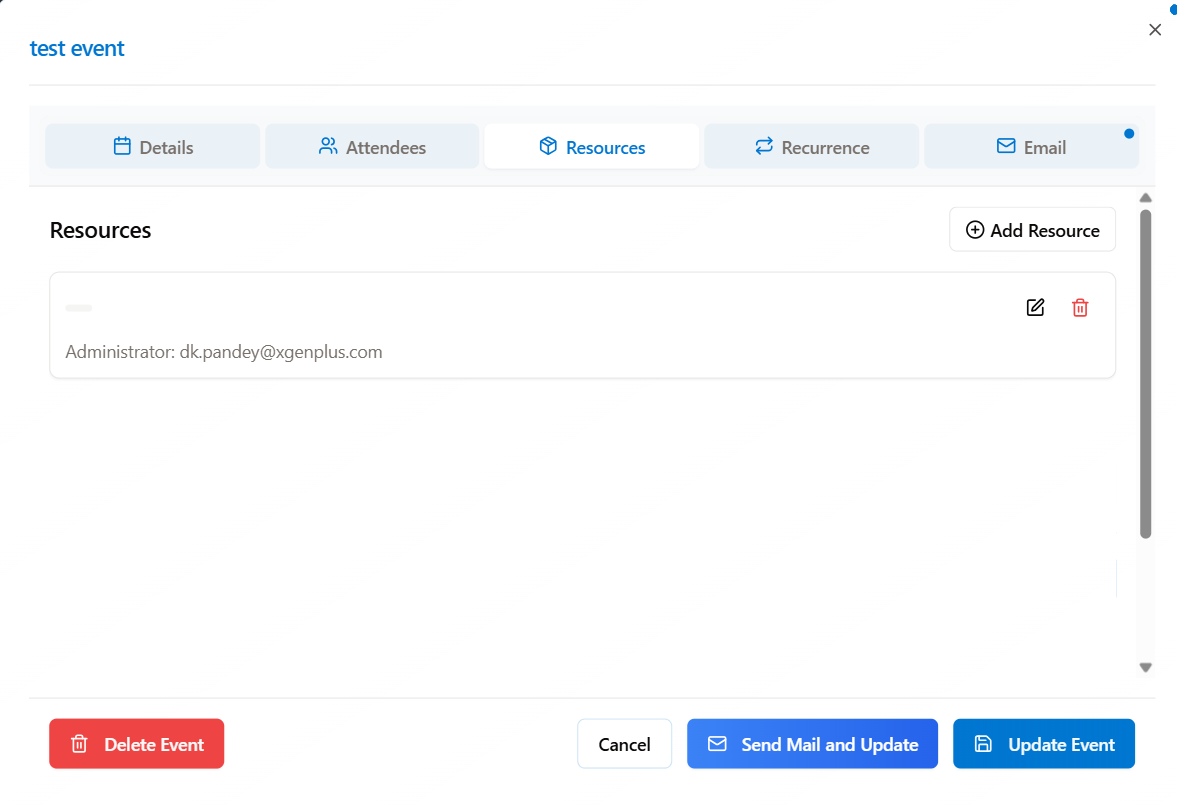 test event
Details
Attendees
Resources
Recurrence
Email
Resources
Add Resource
Administrator: dk.pandey@xgenplus.com
Delete Event
Cancel
Send Mail and Update
Update Event